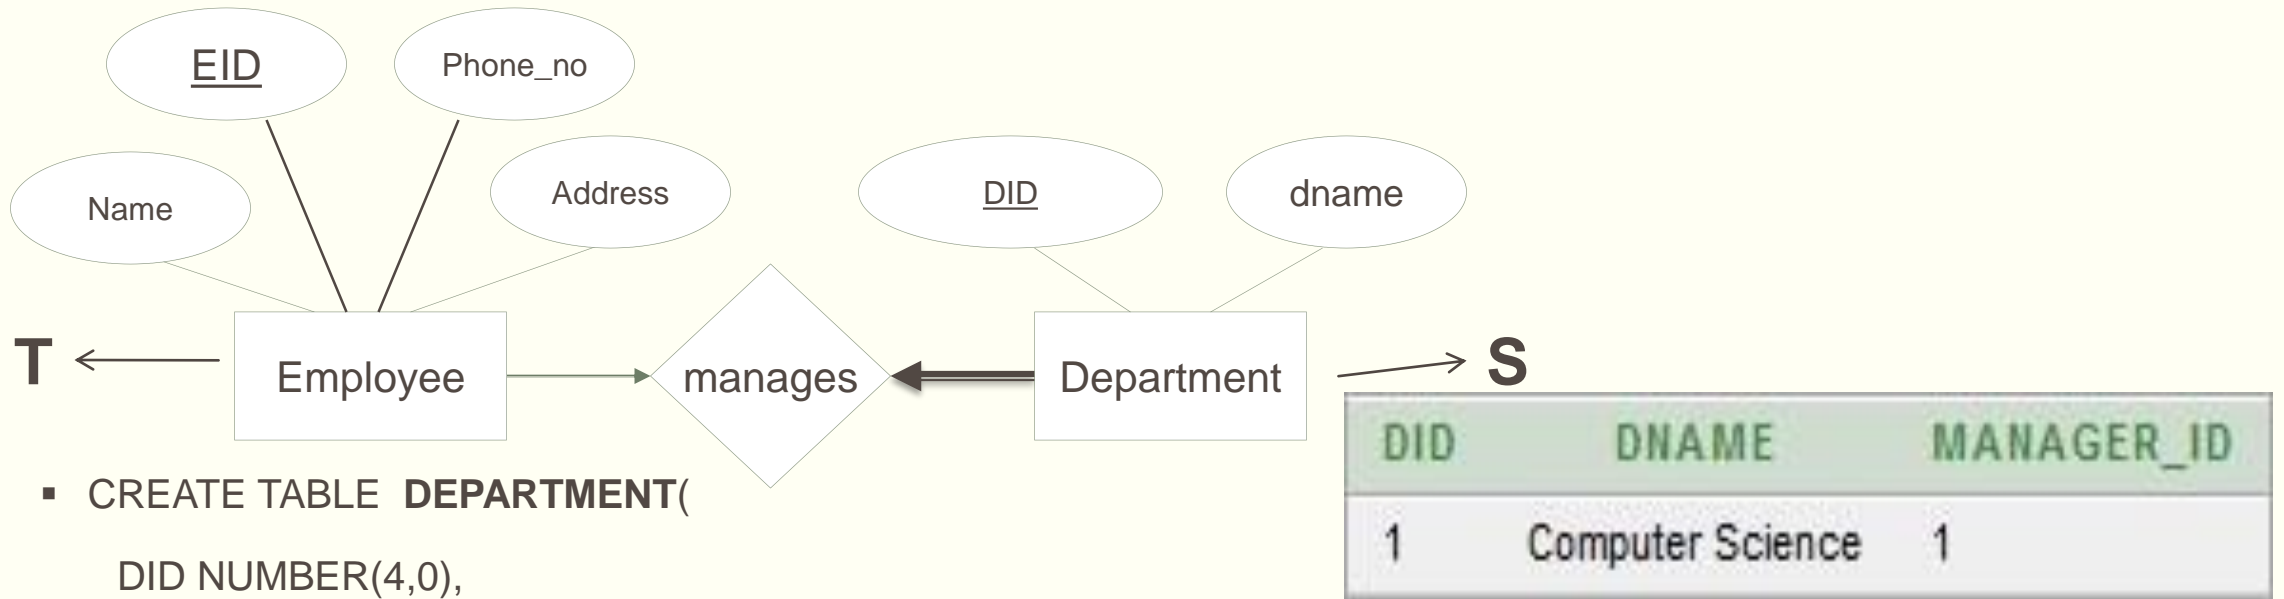 EID
Phone_no
Name
Address
DID
dname
T
Employee
manages
Department
S
▪ CREATE TABLE DEPARTMENT(
DID NUMBER(4,0),
DID DNAME MANAGER_ID
1 Computer Science 1